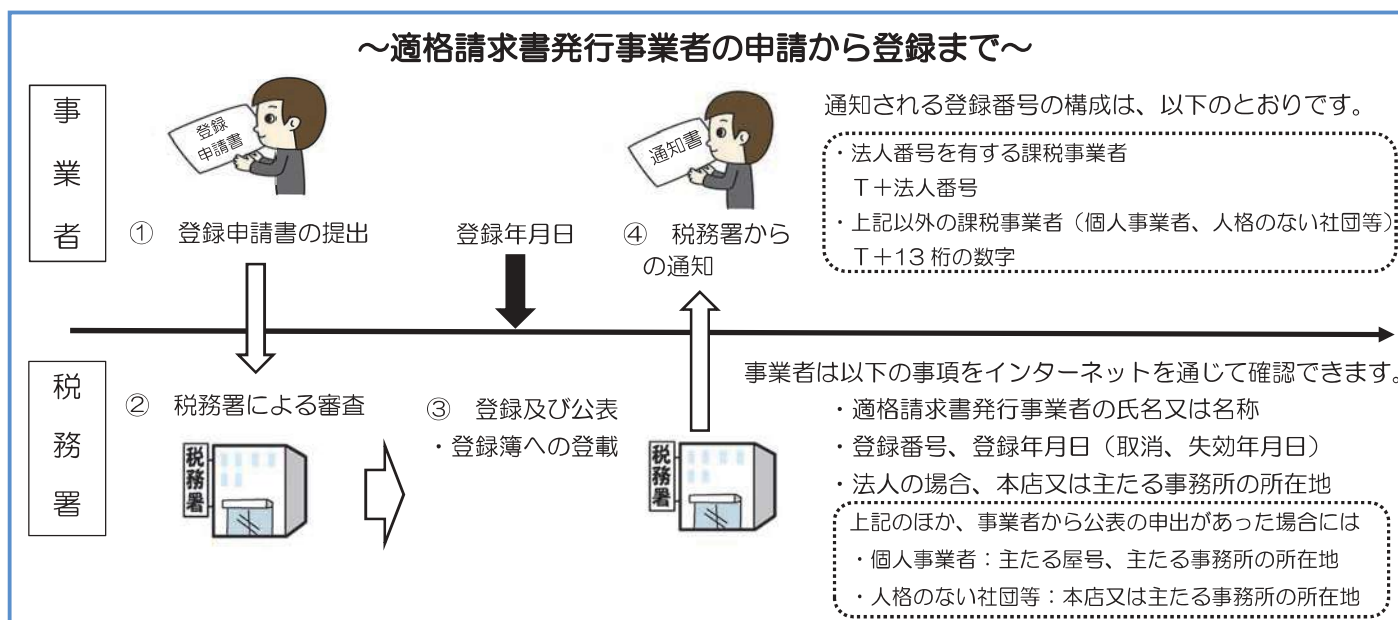 ～適格請求書発行事業者の申請から登録まで～
事業者
登録
申請書
① 登録申請書の提出
登録年月日
通知書
④ 税務署から
の通知
通知される登録番号の構成は、以下のとおりです。
・法人番号を有する課税事業者
T＋法人番号
・上記以外の課税事業者（個人事業者、人格のない社団等）
T＋13 桁の数字
税務署
② 税務署による審査
税務署
③ 登録及び公表
・登録簿への登載
税務署
事業者は以下の事項をインターネットを通じて確認できます。
・適格請求書発行事業者の氏名又は名称
・登録番号、登録年月日（取消、失効年月日）
・法人の場合、本店又は主たる事務所の所在地
上記のほか、事業者から公表の申出があった場合には
・個人事業者：主たる屋号、主たる事務所の所在地
・人格のない社団等：本店又は主たる事務所の所在地